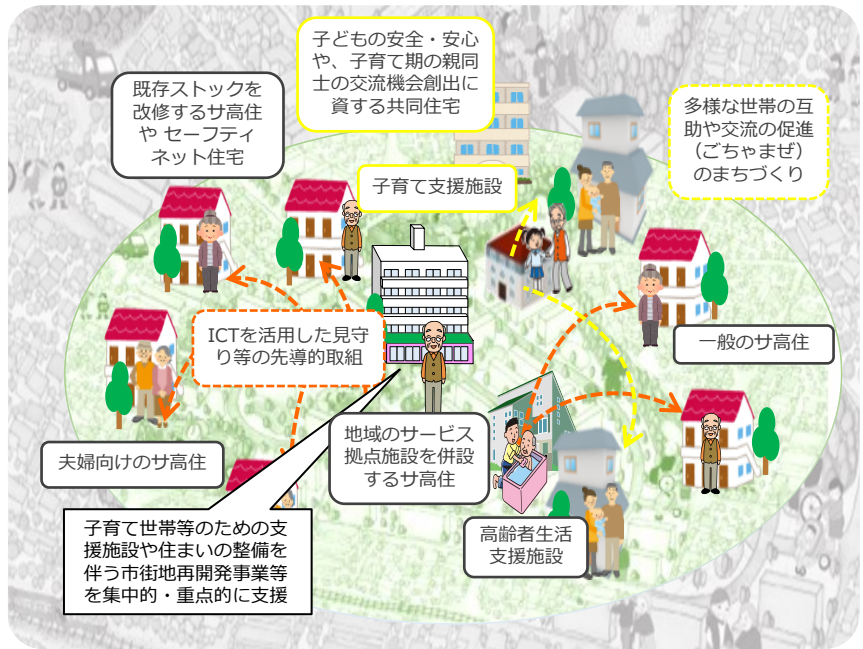 子どもの安全・安心
や、子育て期の親同
士の交流機会創出に
資する共同住宅
既存ストックを
改修するサ高住
や セーフティ
ネット住宅
多様な世帯の互
助や交流の促進
（ごちゃまぜ）
のまちづくり
子育て支援施設
ICTを活用した見守
り等の先導的取組
一般のサ高住
地域のサービス
拠点施設を併設
するサ高住
夫婦向けのサ高住
子育て世帯等のための支
援施設や住まいの整備を
伴う市街地再開発事業等
を集中的・重点的に支援
高齢者生活
支援施設